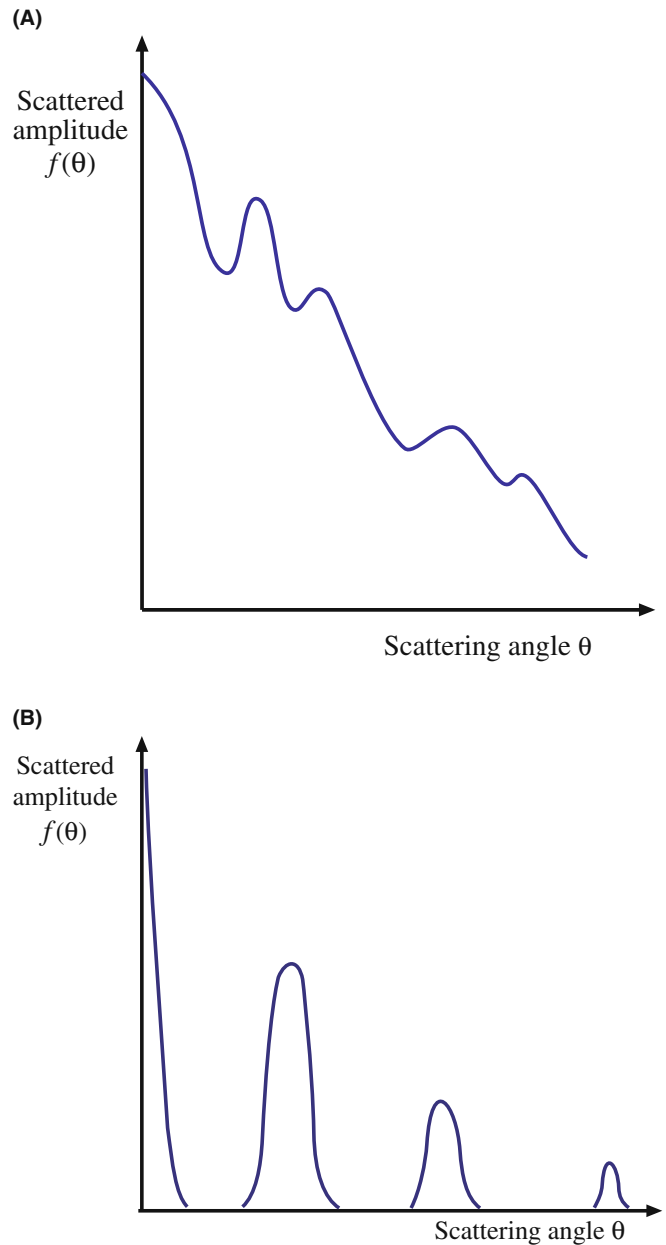 (A)
Scattered
amplitude
f(θ)
Scattering angle θ
(B)
Scattered
amplitude
f(θ)
Scattering angle θ